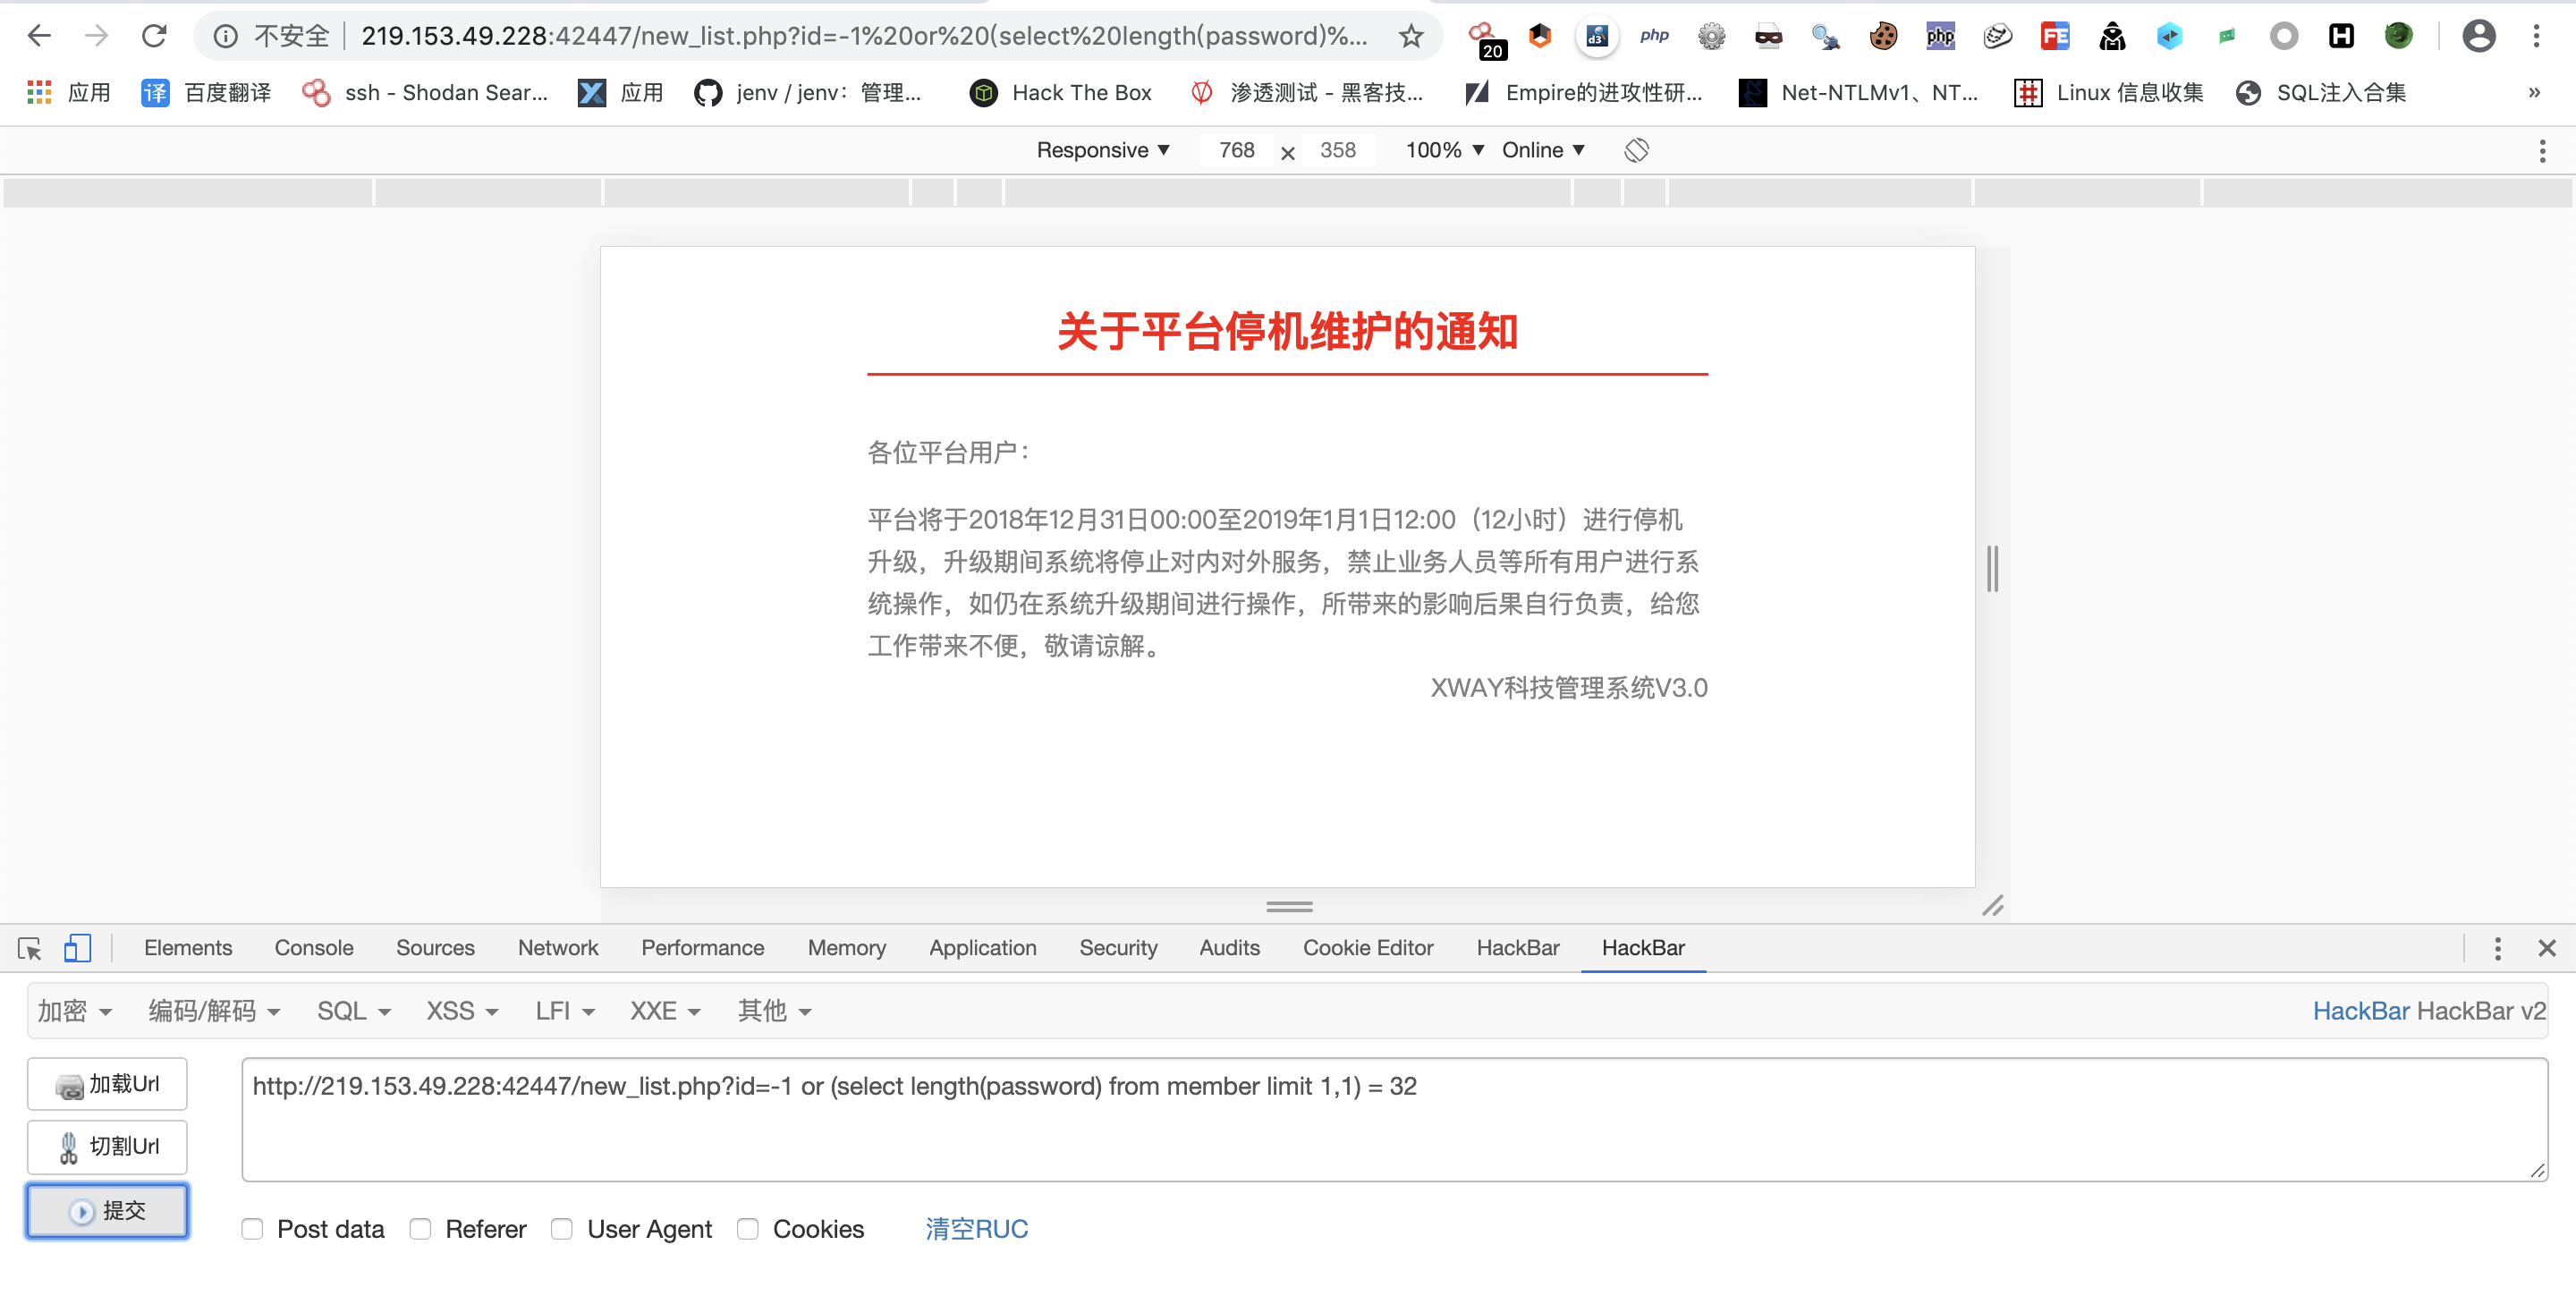 不安全 219.153.49.228:42447/new_list.php?id=-1%20or%20(select%20length(password)%... 20 d3 php php FE H
应用 译 百度翻译 ssh - Shodan Sear... 应用 jenv / jenv：管理... Hack The Box 渗透测试 - 黑客技... Empire的进攻性研... Net-NTLMv1、NT... Linux 信息收集 SQL注入合集 »
Responsive ▼ 768 × 358 100% ▼ Online ▼
关于平台停机维护的通知
各位平台用户：
平台将于2018年12月31日00:00至2019年1月1日12:00（12小时）进行停机
升级，升级期间系统将停止对内对外服务，禁止业务人员等所有用户进行系
统操作，如仍在系统升级期间进行操作，所带来的影响后果自行负责，给您
工作带来不便，敬请谅解。
XWAY科技管理系统V3.0
Elements Console Sources Network Performance Memory Application Security Audits Cookie Editor HackBar HackBar
加密 编码/解码 SQL XSS LFI XXE 其他 HackBar HackBar v2
加载Url
http://219.153.49.228:42447/new_list.php?id=-1 or (select length(password) from member limit 1,1) = 32
切割Url
提交
Post data Referer User Agent Cookies 清空RUC